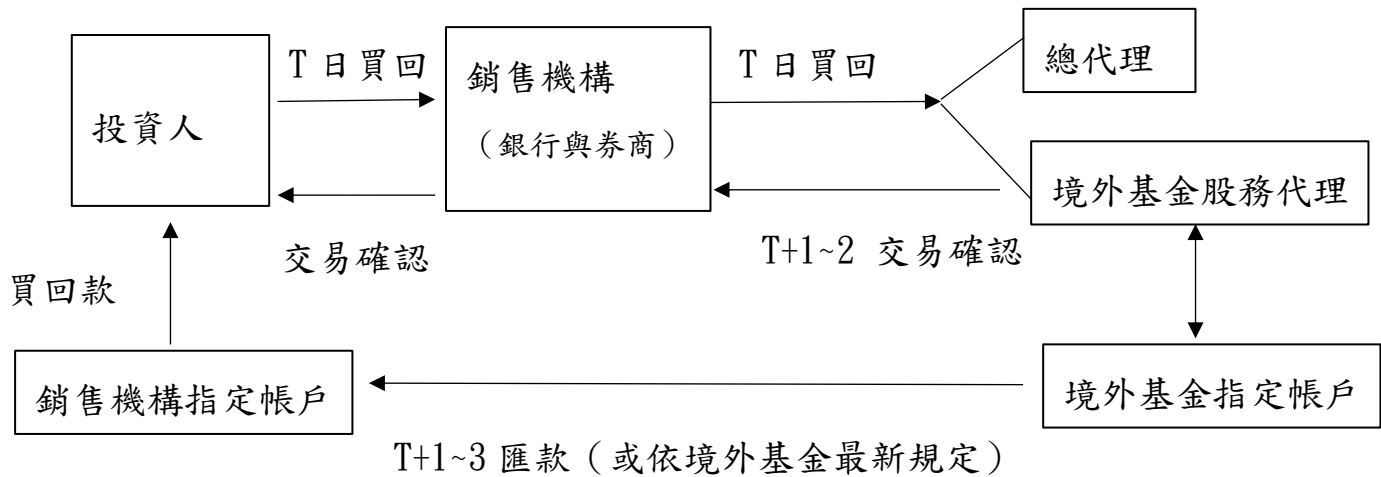 T 日買回
T 日買回
總代理
投資人
銷售機構
（銀行與券商）
境外基金股務代理
交易確認
T+1~2 交易確認
買回款
銷售機構指定帳戶
境外基金指定帳戶
T+1~3 匯款（或依境外基金最新規定）